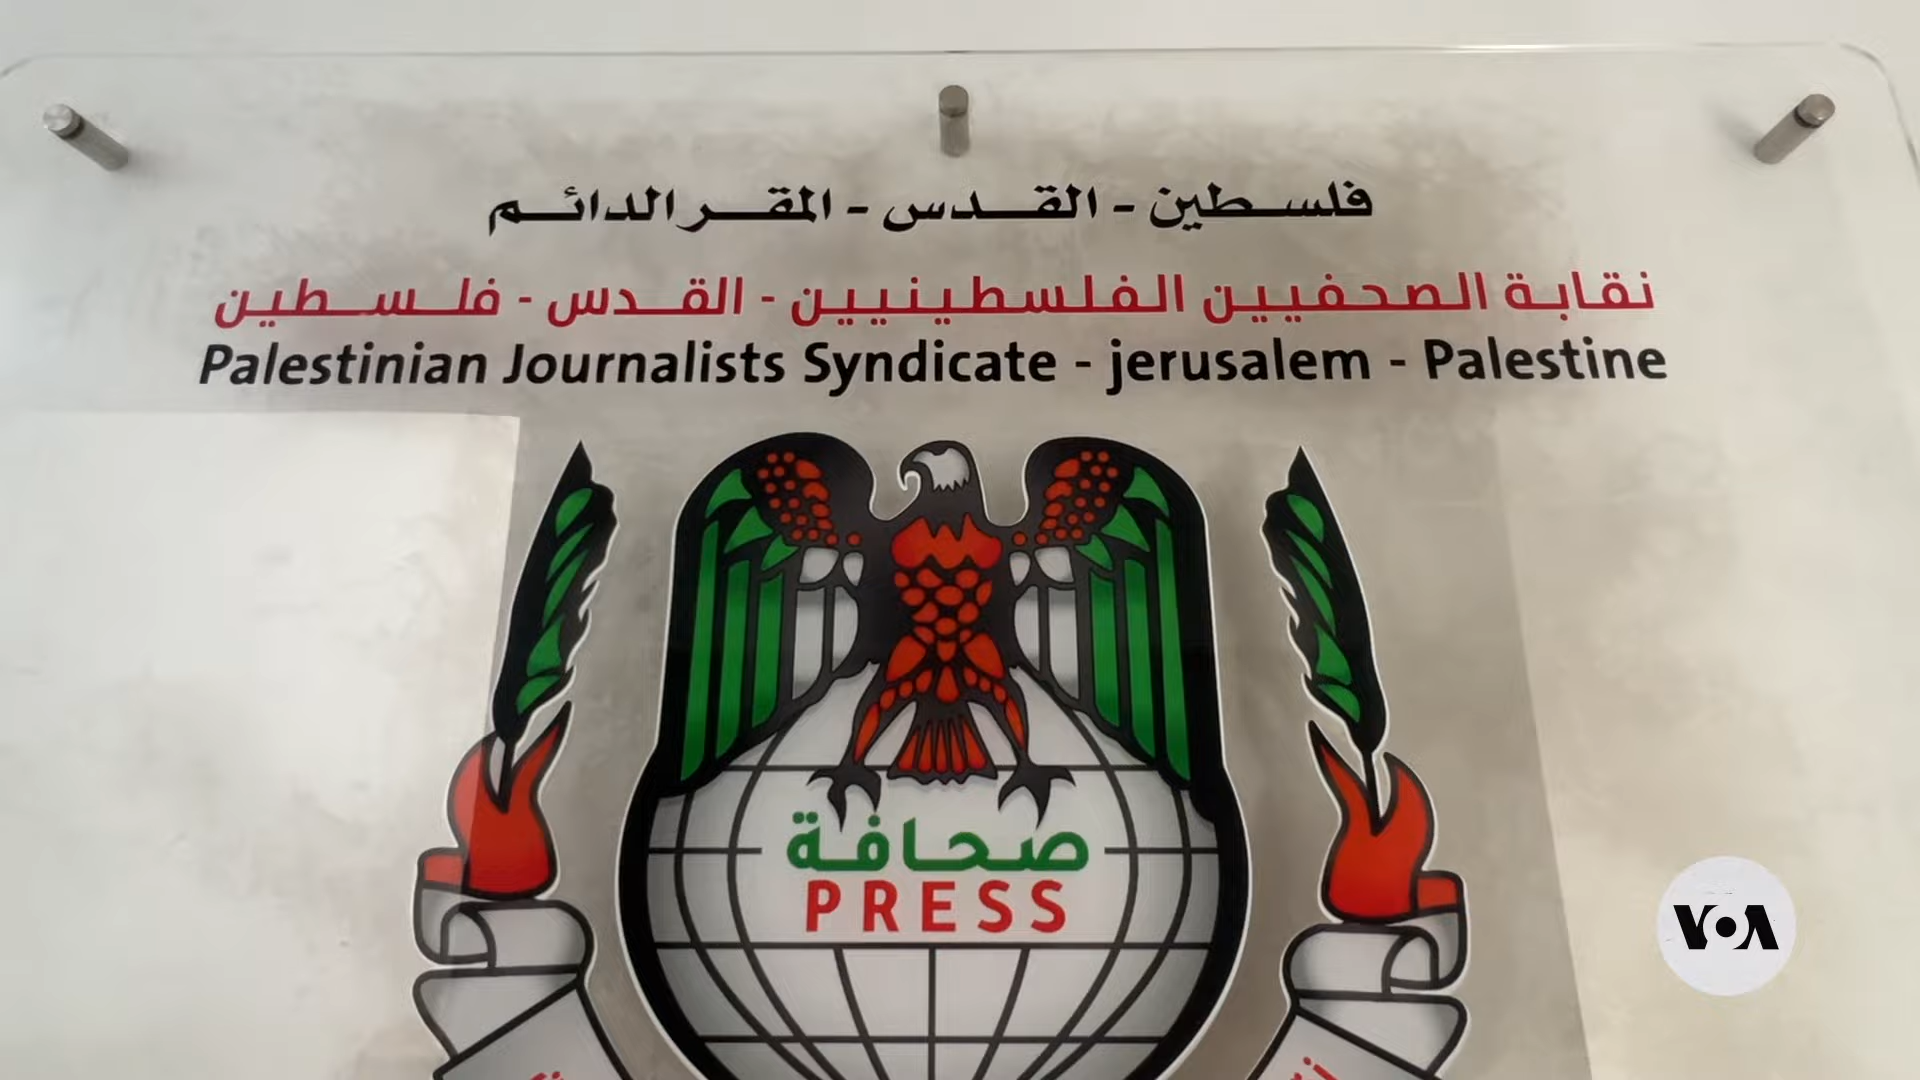 فلسطين - القدس - المقر الدائم
نقابة الصحفيين الفلسطينيين - القدس - فلسطين
Palestinian Journalists Syndicate - jerusalem - Palestine
صحافة
PRESS
VOA